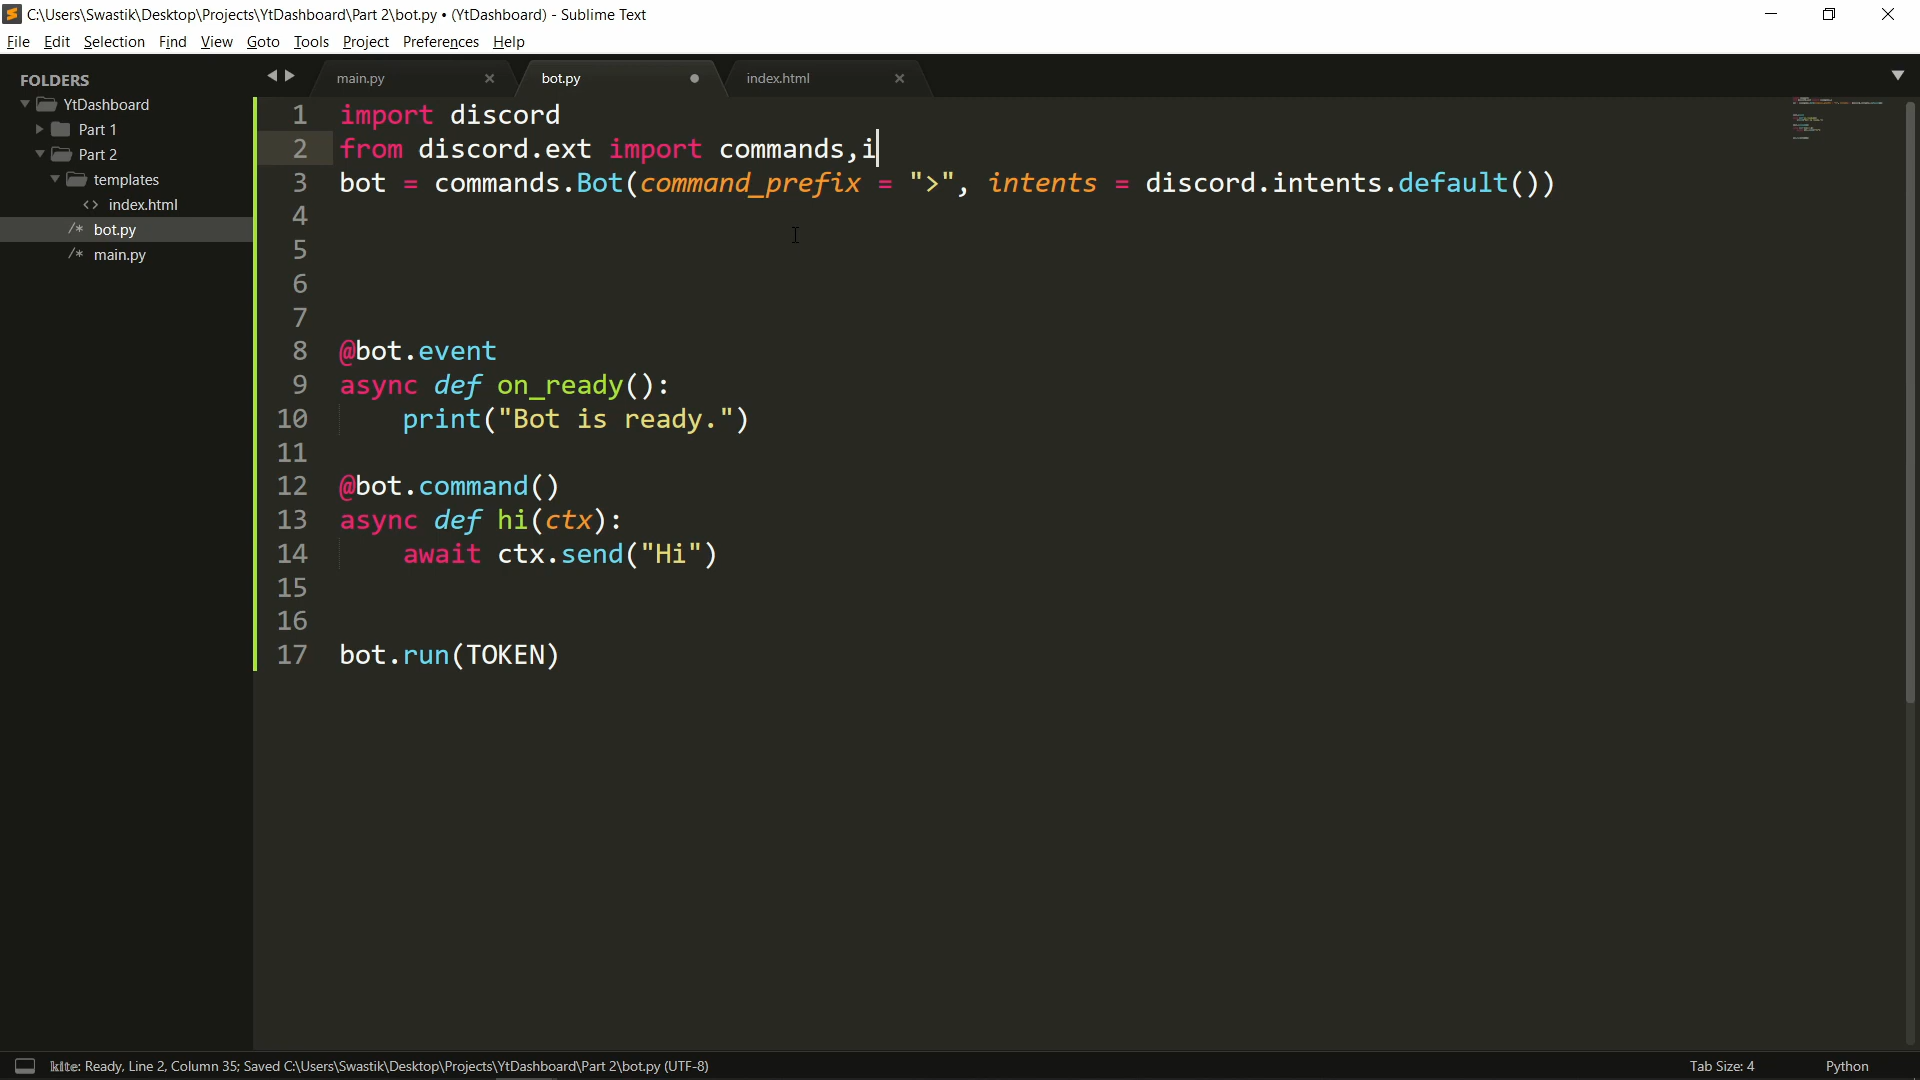 C:\Users\Swastik\Desktop\Projects\YtDashboard\Part 2\bot.py • (YtDashboard) - Sublime Text
File Edit Selection Find View Goto Tools Project Preferences Help
FOLDERS
YtDashboard
Part 1
Part 2
templates
<> index.html
/* bot.py
/* main.py
main.py
bot.py
index.html
1 import discord
2 from discord.ext import commands,i
3 bot = commands.Bot(command_prefix = ">", intents = discord.intents.default())
4
5
6
7
8 @bot.event
9 async def on_ready():
10 print("Bot is ready.")
11
12 @bot.command()
13 async def hi(ctx):
14 await ctx.send("Hi")
15
16
17 bot.run(TOKEN)
kite: Ready, Line 2, Column 35; Saved C:\Users\Swastik\Desktop\Projects\YtDashboard\Part 2\bot.py (UTF-8)
Tab Size: 4
Python